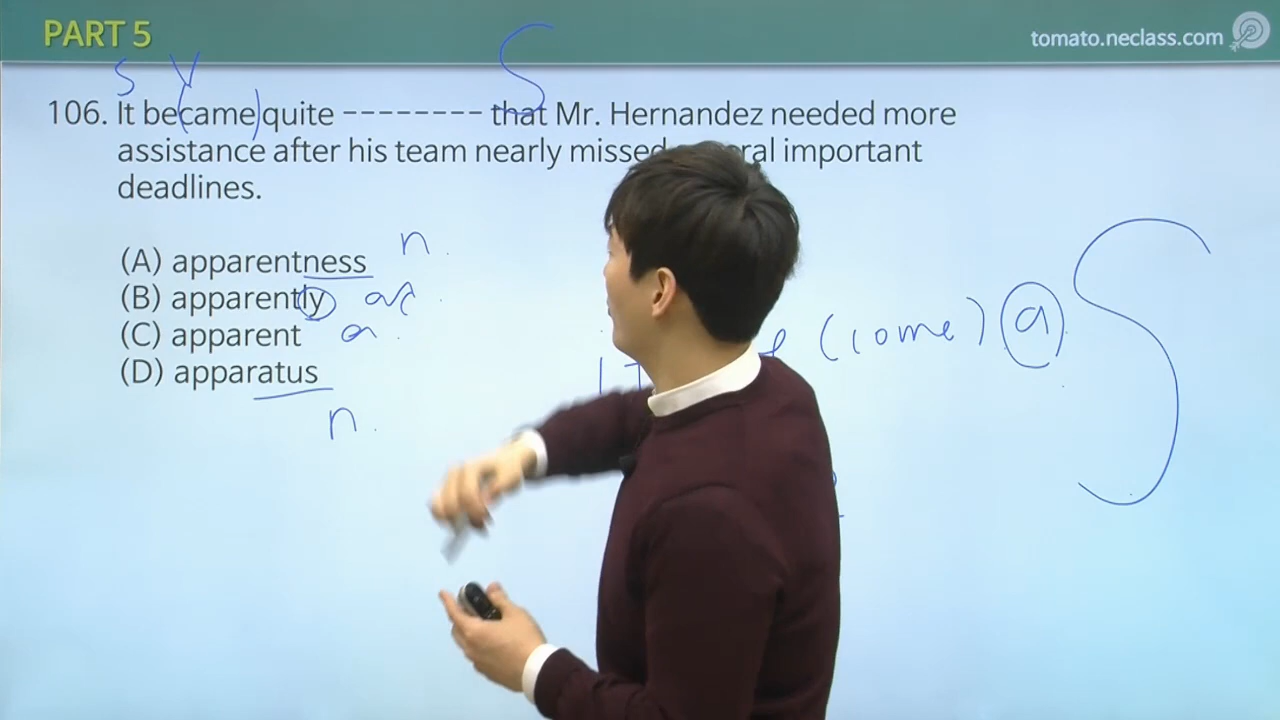 PART 5
tomato.neclass.com
S V S
106. It became quite -------- that Mr. Hernandez needed more
assistance after his team nearly missed important
deadlines.
(A) apparentness n.
(B) apparently
(C) apparent a.
(D) apparatus
n.
(come) a S